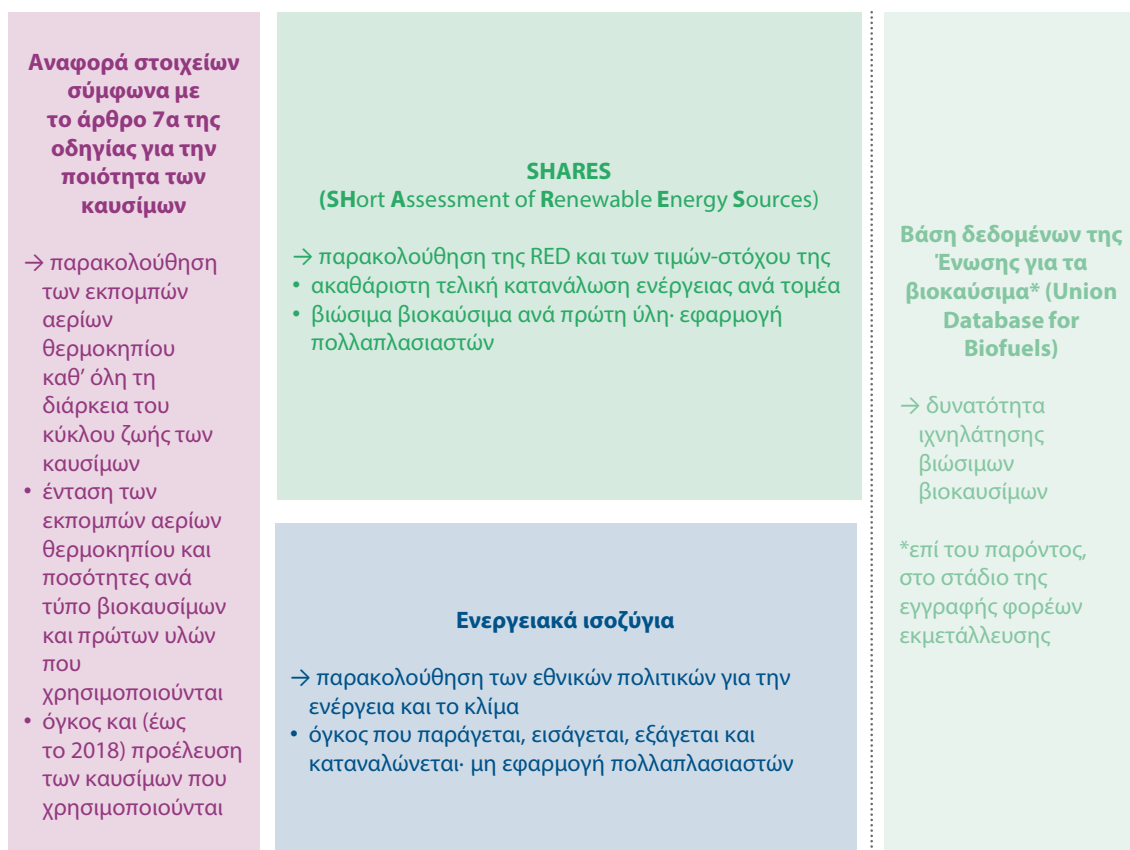 Αναφορά στοιχείων
σύμφωνα με
το άρθρο 7α της
οδηγίας για την
ποιότητα των
καυσίμων
→ παρακολούθηση
των εκπομπών
αερίων
θερμοκηπίου
καθ’ όλη τη
διάρκεια του
κύκλου ζωής των
καυσίμων
• ένταση των
εκπομπών αερίων
θερμοκηπίου και
ποσότητες ανά
τύπο βιοκαυσίμων
και πρώτων υλών
που
χρησιμοποιούνται
• όγκος και (έως
το 2018) προέλευση
των καυσίμων που
χρησιμοποιούνται
SHARES
(SHort Assessment of Renewable Energy Sources)
→ παρακολούθηση της RED και των τιμών-στόχου της
• ακαθάριστη τελική κατανάλωση ενέργειας ανά τομέα
• βιώσιμα βιοκαύσιμα ανά πρώτη ύλη· εφαρμογή
πολλαπλασιαστών
Ενεργειακά ισοζύγια
→ παρακολούθηση των εθνικών πολιτικών για την
ενέργεια και το κλίμα
• όγκος που παράγεται, εισάγεται, εξάγεται και
καταναλώνεται· μη εφαρμογή πολλαπλασιαστών
Βάση δεδομένων της
Ένωσης για τα
βιοκαύσιμα* (Union
Database for
Biofuels)
→ δυνατότητα
ιχνηλάτησης
βιώσιμων
βιοκαυσίμων
*επί του παρόντος,
στο στάδιο της
εγγραφής φορέων
εκμετάλλευσης